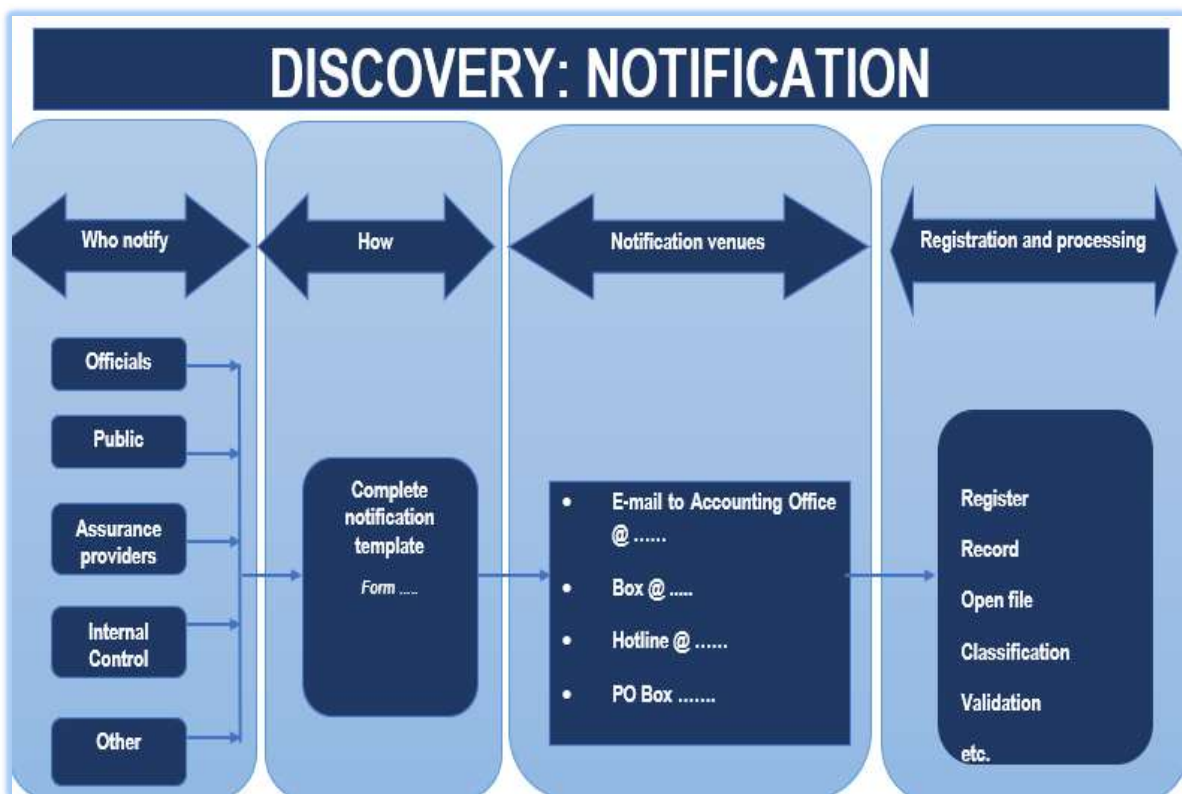 DISCOVERY: NOTIFICATION
Who notify
How
Notification venues
Registration and processing
Officials
Public
Assurance
providers
Internal
Control
Other
Complete
notification
template
Form .....
• E-mail to Accounting Office
@ ......
• Box @ .....
• Hotline @ ......
• PO Box .......
Register
Record
Open file
Classification
Validation
etc.